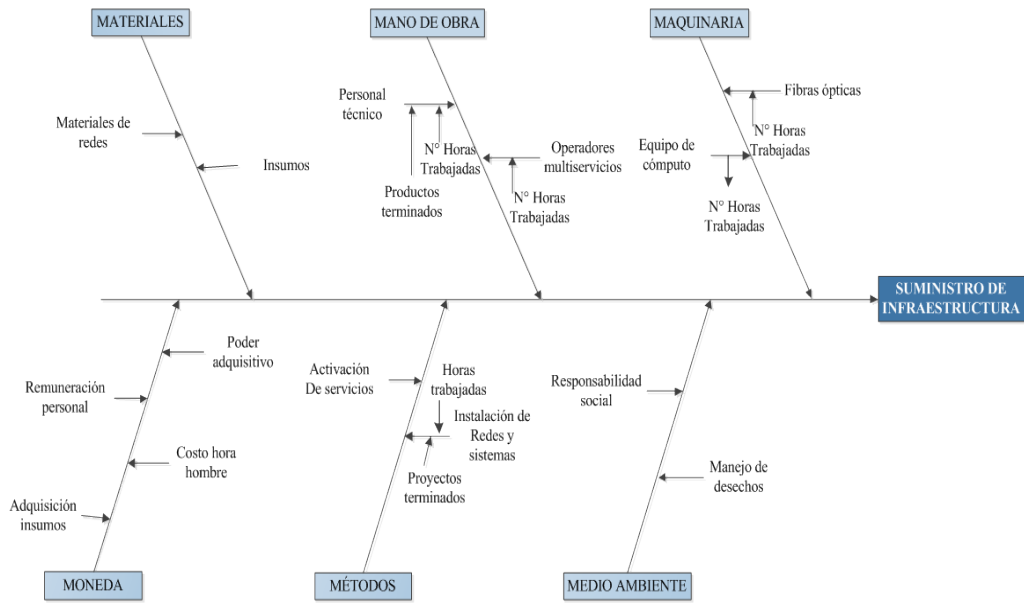 MATERIALES
MANO DE OBRA
MAQUINARIA
Materiales de
redes
Insumos
Personal
técnico
N° Horas
Trabajadas
Productos
terminados
Operadores
multiservicios
N° Horas
Trabajadas
Fibras ópticas
N° Horas
Trabajadas
Equipo de
cómputo
N° Horas
Trabajadas
SUMINISTRO DE
INFRAESTRUCTURA
Poder
adquisitivo
Remuneración
personal
Costo hora
hombre
Adquisición
insumos
Activación
De servicios
Horas
trabajadas
Instalación de
Redes y
sistemas
Proyectos
terminados
Responsabilidad
social
Manejo de
desechos
MONEDA
MÉTODOS
MEDIO AMBIENTE